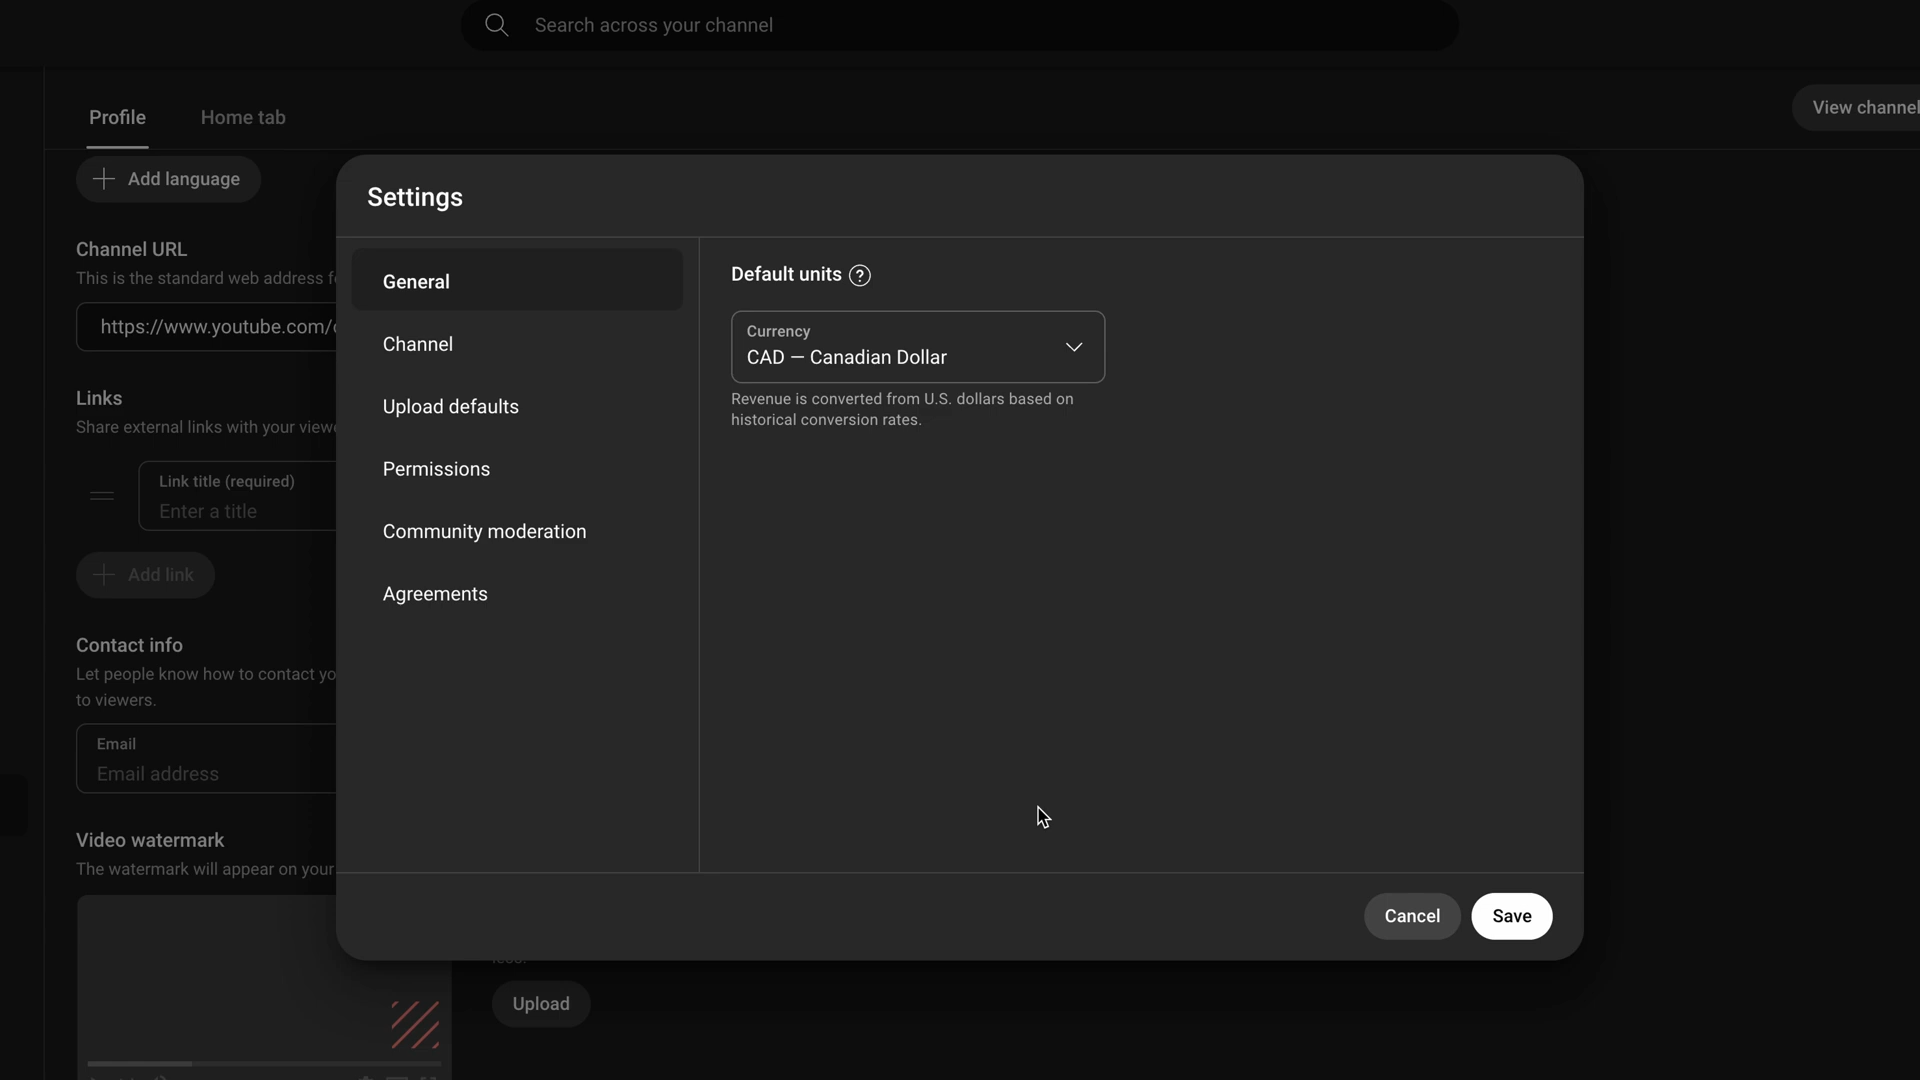 Search across your channel
Profile
Home tab
View channel
Add language
Settings
Channel URL
This is the standard web address
https://www.youtube.com/
Links
Share external links with your
Link title (required)
Enter a title
Add link
Contact info
Let people know how to contact
to viewers.
Email
Email address
Video watermark
The watermark will appear on your
General
Channel
Upload defaults
Permissions
Community moderation
Agreements
Default units
Currency
CAD — Canadian Dollar
Revenue is converted from U.S. dollars based on
historical conversion rates.
Cancel
Save
Upload